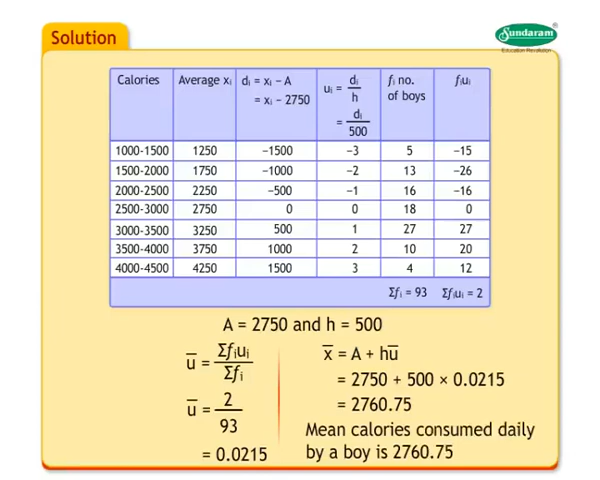 Solution
Sundaram®
Education Revolution
Calories Average xᵢ dᵢ = xᵢ – A uᵢ = dᵢ/h fᵢ no. fᵢuᵢ
= xᵢ – 2750 = dᵢ/500 of boys
1000-1500 1250 –1500 –3 5 –15
1500-2000 1750 –1000 –2 13 –26
2000-2500 2250 –500 –1 16 –16
2500-3000 2750 0 0 18 0
3000-3500 3250 500 1 27 27
3500-4000 3750 1000 2 10 20
4000-4500 4250 1500 3 4 12
Σfᵢ = 93 Σfᵢuᵢ = 2
A = 2750 and h = 500
u̅ = Σfᵢuᵢ/Σfᵢ
u̅ = 2/93
= 0.0215
x̅ = A + hu̅
= 2750 + 500 × 0.0215
= 2760.75
Mean calories consumed daily
by a boy is 2760.75